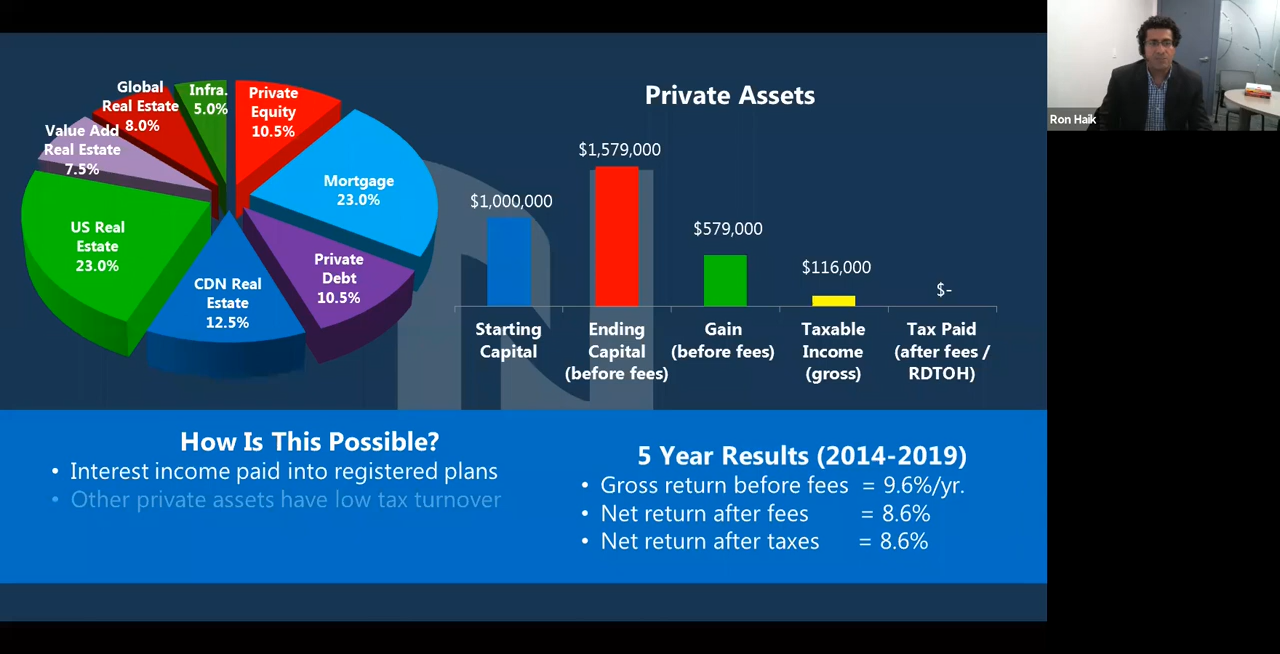 Global
Real Estate
8.0%
Infra.
5.0%
Private
Equity
10.5%
Value Add
Real Estate
7.5%
Mortgage
23.0%
US Real
Estate
23.0%
CDN Real
Estate
12.5%
Private
Debt
10.5%
Private Assets
$1,000,000
$1,579,000
$579,000
$116,000
$-
Starting
Capital
Ending
Capital
(before fees)
Gain
(before fees)
Taxable
Income
(gross)
Tax Paid
(after fees /
RDTOH)
How Is This Possible?
• Interest income paid into registered plans
• Other private assets have low tax turnover
5 Year Results (2014-2019)
• Gross return before fees = 9.6%/yr.
• Net return after fees = 8.6%
• Net return after taxes = 8.6%
Ron Haik